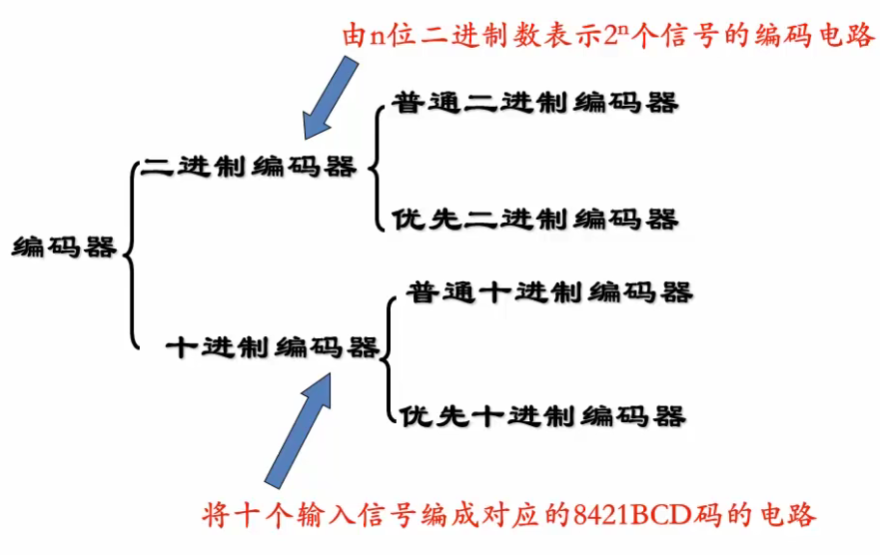 由n位二进制数表示2ⁿ个信号的编码电路
普通二进制编码器
二进制编码器
优先二进制编码器
编码器
普通十进制编码器
十进制编码器
优先十进制编码器
将十个输入信号编成对应的8421BCD码的电路